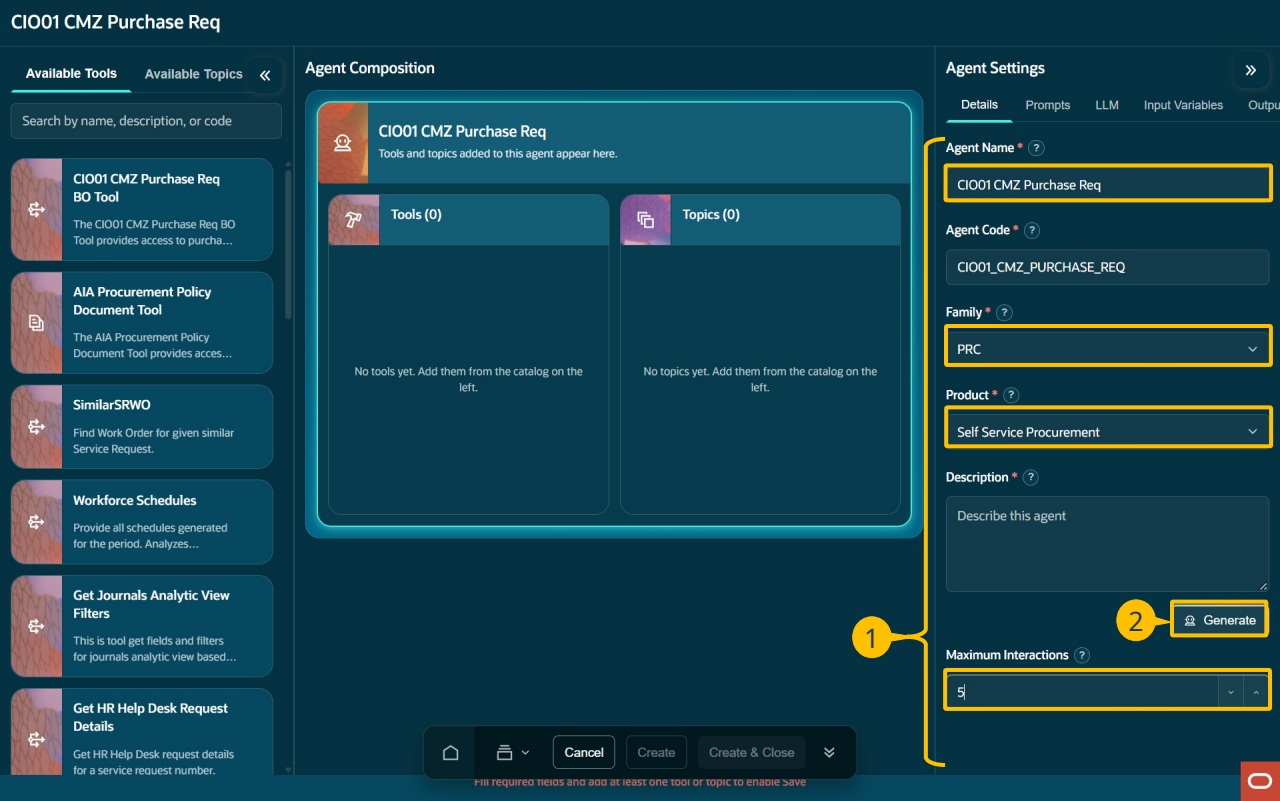 CIO01 CMZ Purchase Req
Available Tools
Available Topics
Search by name, description, or code
CIO01 CMZ Purchase Req
BO Tool
The CIO01 CMZ Purchase Req BO
Tool provides access to purcha...
AIA Procurement Policy
Document Tool
The AIA Procurement Policy
Document Tool provides acces...
SimilarSRWO
Find Work Order for given similar
Service Request.
Workforce Schedules
Provide all schedules generated
for the period. Analyzes...
Get Journals Analytic View
Filters
This is tool get fields and filters
for journals analytic view based...
Get HR Help Desk Request
Details
Get HR Help Desk request details
for a service request number.
Agent Composition
CIO01 CMZ Purchase Req
Tools and topics added to this agent appear here.
Tools (0)
No tools yet. Add them from the catalog on the
left.
Topics (0)
No topics yet. Add them from the catalog on the
left.
Agent Settings
Details
Prompts
LLM
Input Variables
Outpu
Agent Name * ?
CIO01 CMZ Purchase Req
Agent Code * ?
CIO01_CMZ_PURCHASE_REQ
Family * ?
PRC
Product * ?
Self Service Procurement
Description * ?
Describe this agent
1
2
Generate
Maximum Interactions ?
5
Cancel
Create
Create & Close
Fill required fields and add at least one tool or topic to enable Save